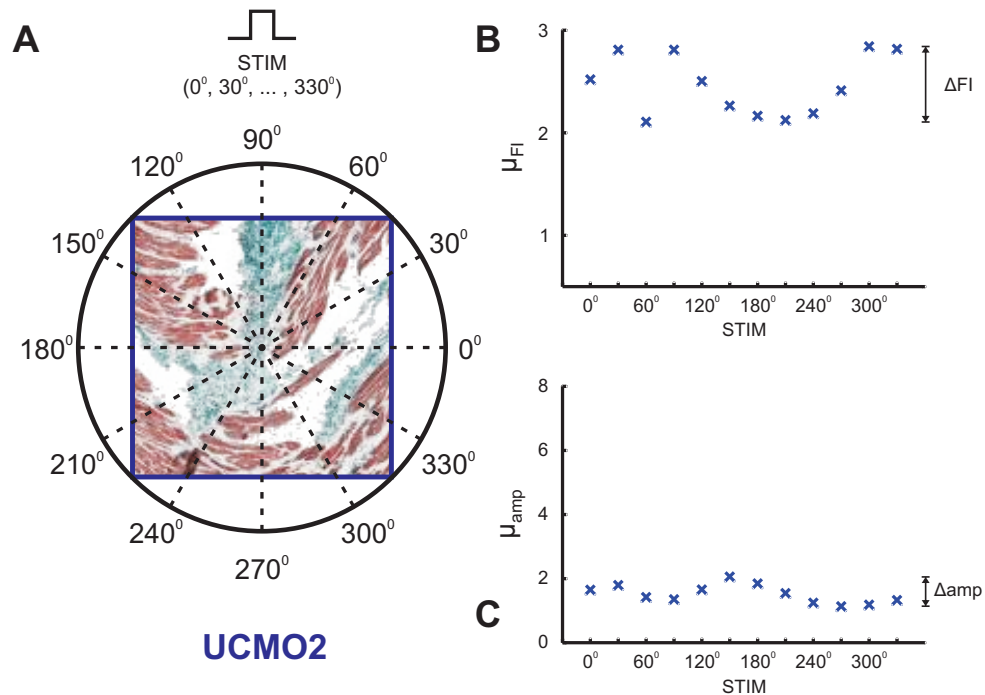 A
STIM
(0⁰, 30⁰, ... , 330⁰)
90⁰
120⁰ 60⁰
150⁰ 30⁰
180⁰ 0⁰
210⁰ 330⁰
240⁰ 300⁰
270⁰
UCMO2
B
3
2
1
μFI
ΔFI
0⁰ 60⁰ 120⁰ 180⁰ 240⁰ 300⁰
STIM
C
8
6
4
2
0
μamp
Δamp
0⁰ 60⁰ 120⁰ 180⁰ 240⁰ 300⁰
STIM